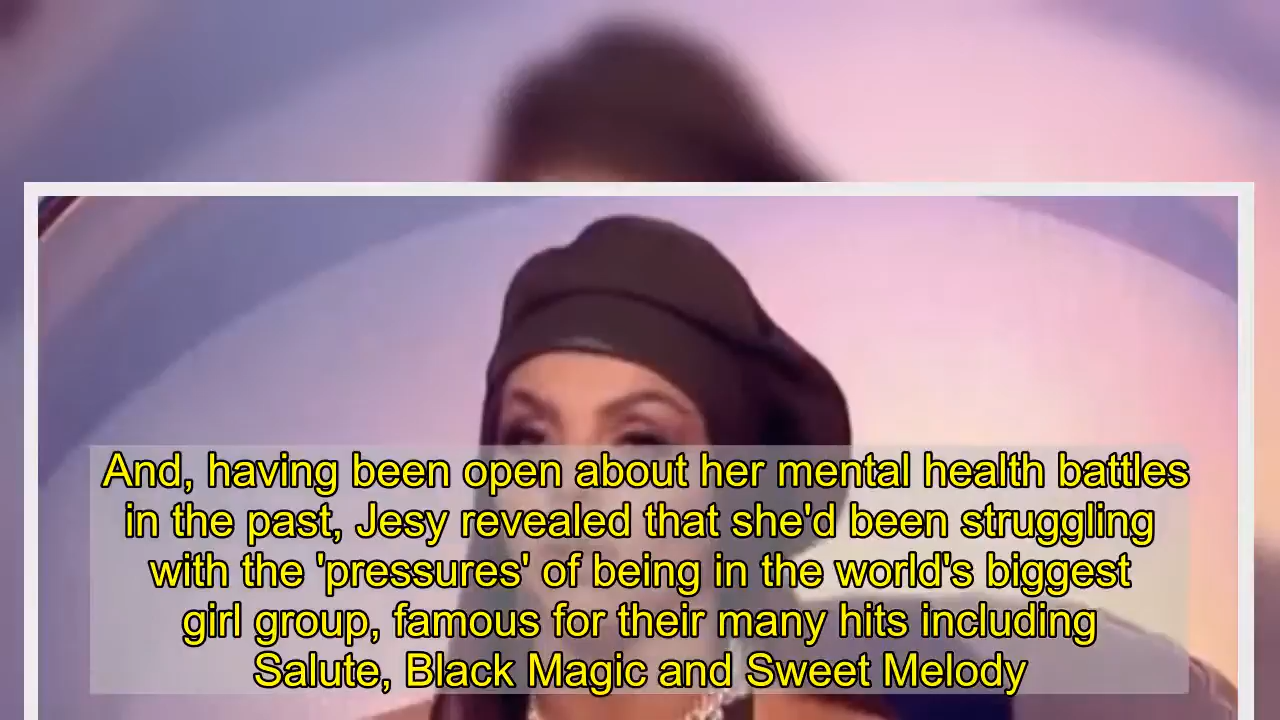 And, having been open about her mental health battles
in the past, Jesy revealed that she'd been struggling
with the 'pressures' of being in the world's biggest
girl group, famous for their many hits including
Salute, Black Magic and Sweet Melody